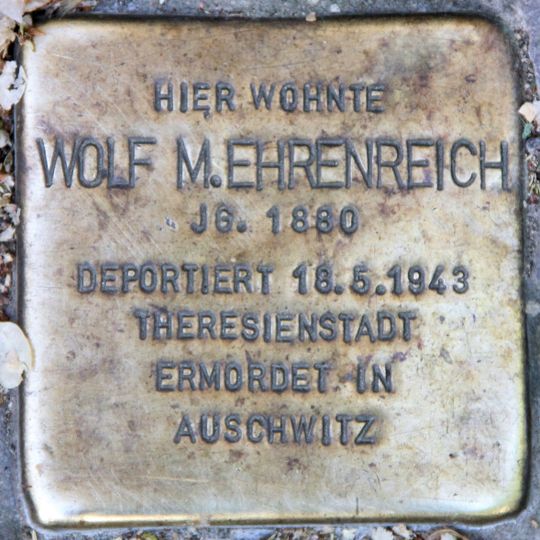 HIER WOHNTE
WOLF M. EHRENREICH
JG. 1880
DEPORTIERT 18.5.1943
THERESIENSTADT
ERMORDET IN
AUSCHWITZ